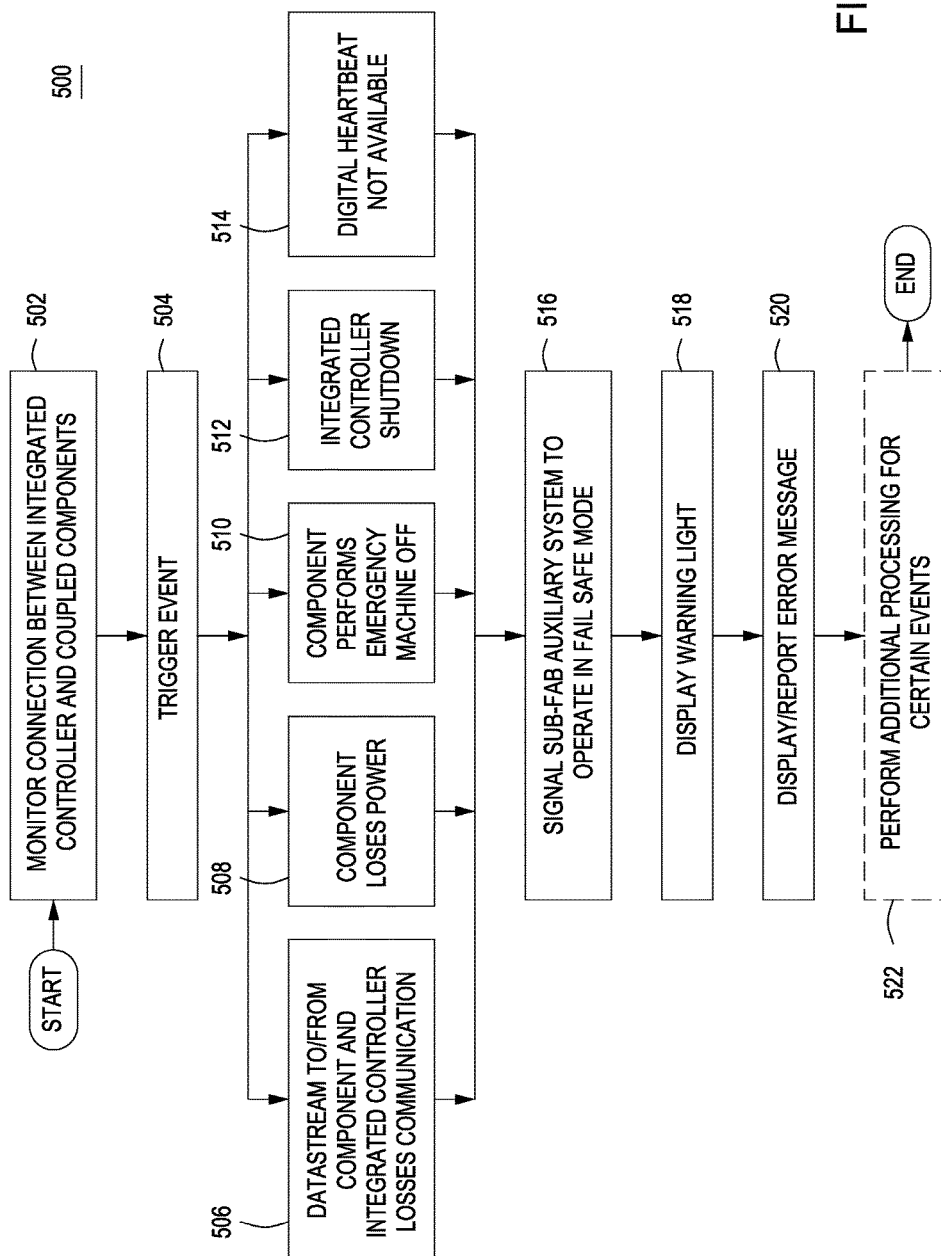 500
START
MONITOR CONNECTION BETWEEN INTEGRATED
CONTROLLER AND COUPLED COMPONENTS
502
TRIGGER EVENT
504
506
DATASTREAM TO/FROM
COMPONENT AND
INTEGRATED CONTROLLER
LOSSES COMMUNICATION
508
COMPONENT
LOSES POWER
510
COMPONENT
PERFORMS
EMERGENCY
MACHINE OFF
512
INTEGRATED
CONTROLLER
SHUTDOWN
514
DIGITAL HEARTBEAT
NOT AVAILABLE
SIGNAL SUB-FAB AUXILIARY SYSTEM TO
OPERATE IN FAIL SAFE MODE
516
DISPLAY WARNING LIGHT
518
DISPLAY/REPORT ERROR MESSAGE
520
PERFORM ADDITIONAL PROCESSING FOR
CERTAIN EVENTS
522
END